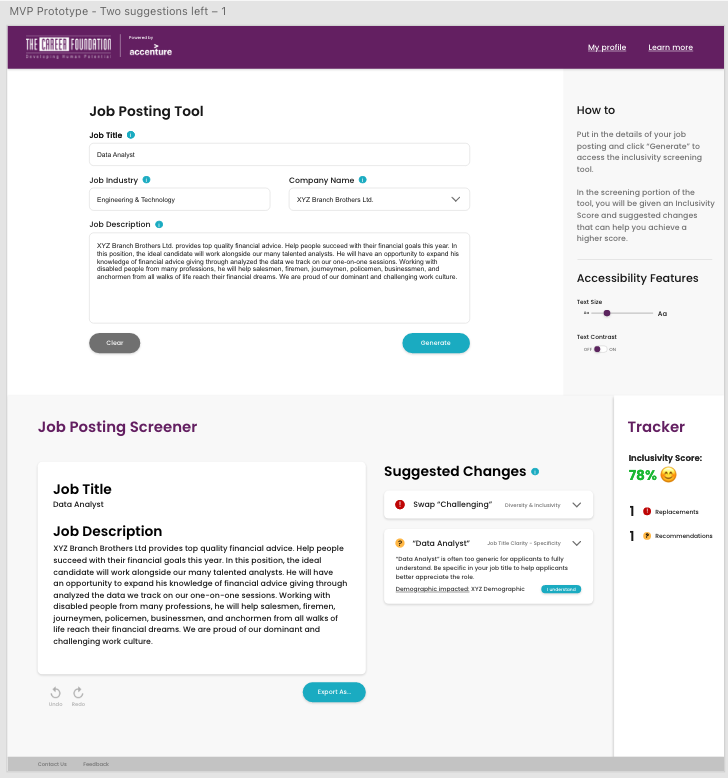 MVP Prototype - Two suggestions left – 1
THE CAREER FOUNDATION
Developing Human Potential
Powered by
accenture
My profile
Learn more
Job Posting Tool
Job Title
Data Analyst
Job Industry
Company Name
Engineering & Technology
XYZ Branch Brothers Ltd.
Job Description
XYZ Branch Brothers Ltd. provides top quality financial advice. Help people succeed with their financial goals this year. In
this position, the ideal candidate will work alongside our many talented analysts. He will have an opportunity to expand his
knowledge of financial advice giving through analyzed the data we track on our one-on-one sessions. Working with
disabled people from many professions, he will help salesmen, firemen, journeymen, policemen, businessmen, and
anchormen from all walks of life reach their financial dreams. We are proud of our dominant and challenging work culture.
Clear
Generate
How to
Put in the details of your job
posting and click "Generate" to
access the inclusivity screening
tool.
In the screening portion of the
tool, you will be given an Inclusivity
Score and suggested changes
that can help you achieve a
higher score.
Accessibility Features
Text Size
Aa
Aa
Text Contrast
OFF
ON
Job Posting Screener
Job Title
Data Analyst
Job Description
XYZ Branch Brothers Ltd provides top quality financial advice. Help people
succeed with their financial goals this year. In this position, the ideal
candidate will work alongside our many talented analysts. He will have
an opportunity to expand his knowledge of financial advice giving through
analyzed the data we track on our one-on-one sessions. Working with
disabled people from many professions, he will help salesmen, firemen,
journeymen, policemen, businessmen, and anchormen from all walks of
life reach their financial dreams. We are proud of our dominant and
challenging work culture.
Undo
Redo
Export As...
Suggested Changes
Swap "Challenging"
Diversity & Inclusivity
"Data Analyst"
Job Title Clarity - Specificity
"Data Analyst" is often too generic for applicants to fully
understand. Be specific in your job title to help applicants
better appreciate the role.
Demographic impacted: XYZ Demographic
I understand
Tracker
Inclusivity Score:
78%
1 Replacements
1 Recommendations
Contact Us
Feedback